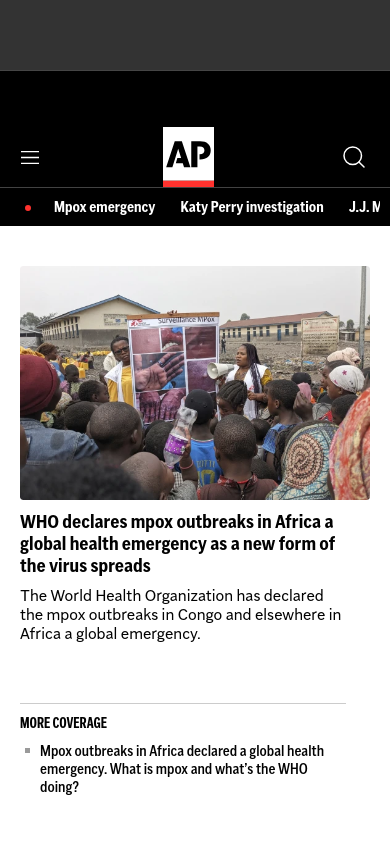 AP
Mpox emergency Katy Perry investigation J.J. M
Surveillance Mpox
WHO declares mpox outbreaks in Africa a
global health emergency as a new form of
the virus spreads
The World Health Organization has declared
the mpox outbreaks in Congo and elsewhere in
Africa a global emergency.
MORE COVERAGE
Mpox outbreaks in Africa declared a global health
emergency. What is mpox and what’s the WHO
doing?